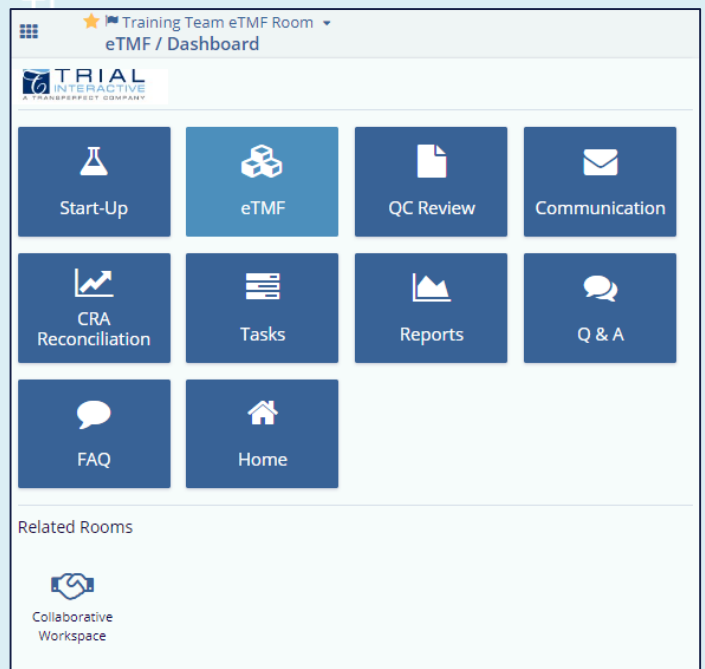 Training Team eTMF Room
eTMF / Dashboard
TRIAL
INTERACTIVE
A TRANSPERFECT COMPANY
Start-Up
eTMF
QC Review
Communication
CRA
Reconciliation
Tasks
Reports
Q & A
FAQ
Home
Related Rooms
Collaborative
Workspace